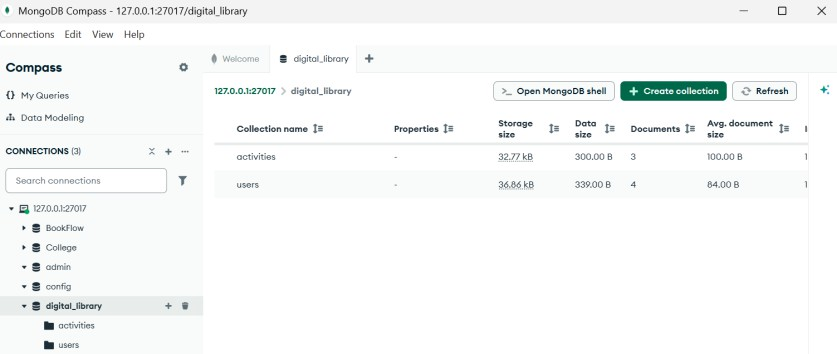 MongoDB Compass - 127.0.0.1:27017/digital_library
Connections Edit View Help
Compass
{} My Queries
Data Modeling
CONNECTIONS (3)
Search connections
127.0.0.1:27017
BookFlow
College
admin
config
digital_library
activities
users
Welcome
digital_library
127.0.0.1:27017 > digital_library
>_ Open MongoDB shell
+ Create collection
Refresh
Collection name Properties Storage size Data size Documents Avg. document size
activities - 32.77 kB 300.00 B 3 100.00 B 1
users - 36.86 kB 339.00 B 4 84.00 B 1